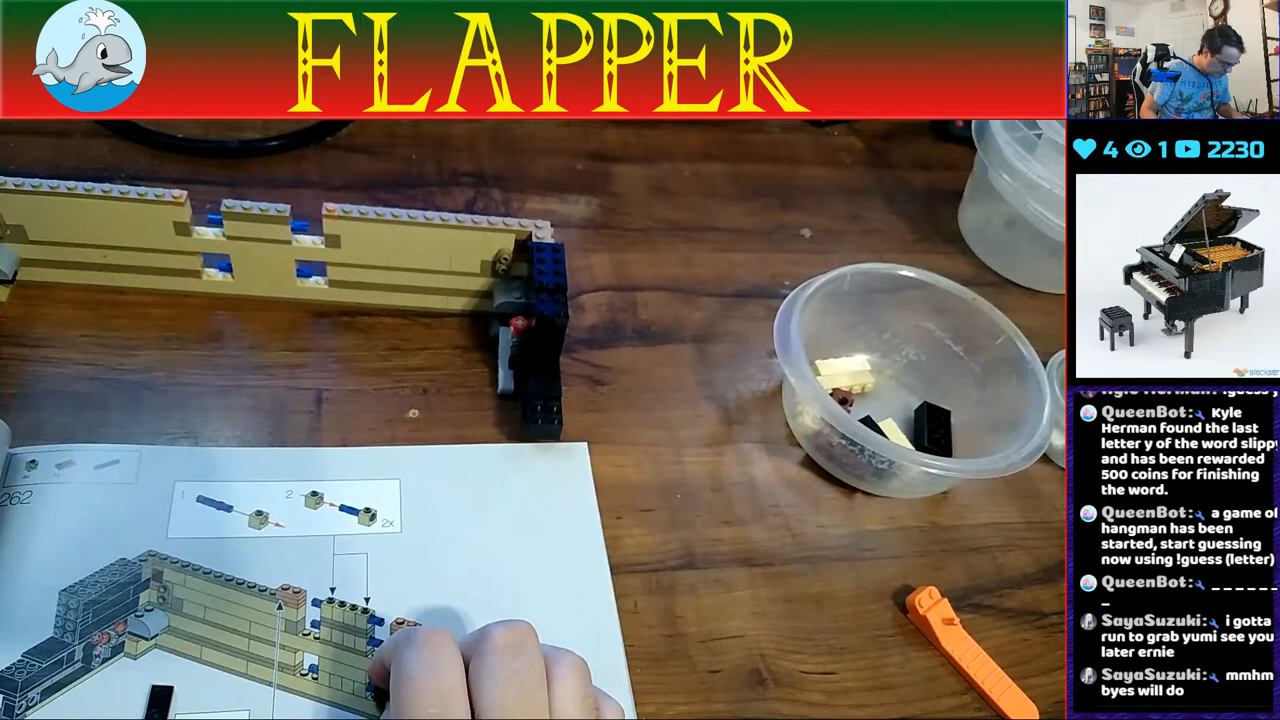 FLAPPER
4 1 2230
QueenBot: Kyle
Herman found the last
letter y of the word slippy
and has been rewarded
500 coins for finishing
the word.
QueenBot: a game of
hangman has been
started, start guessing
now using !guess (letter)
QueenBot: _ _ _ _ _ _
_
SayaSuzuki: i gotta
run to grab yumi see you
later ernie
SayaSuzuki: mmhm
byes will do
262
1
2
2x